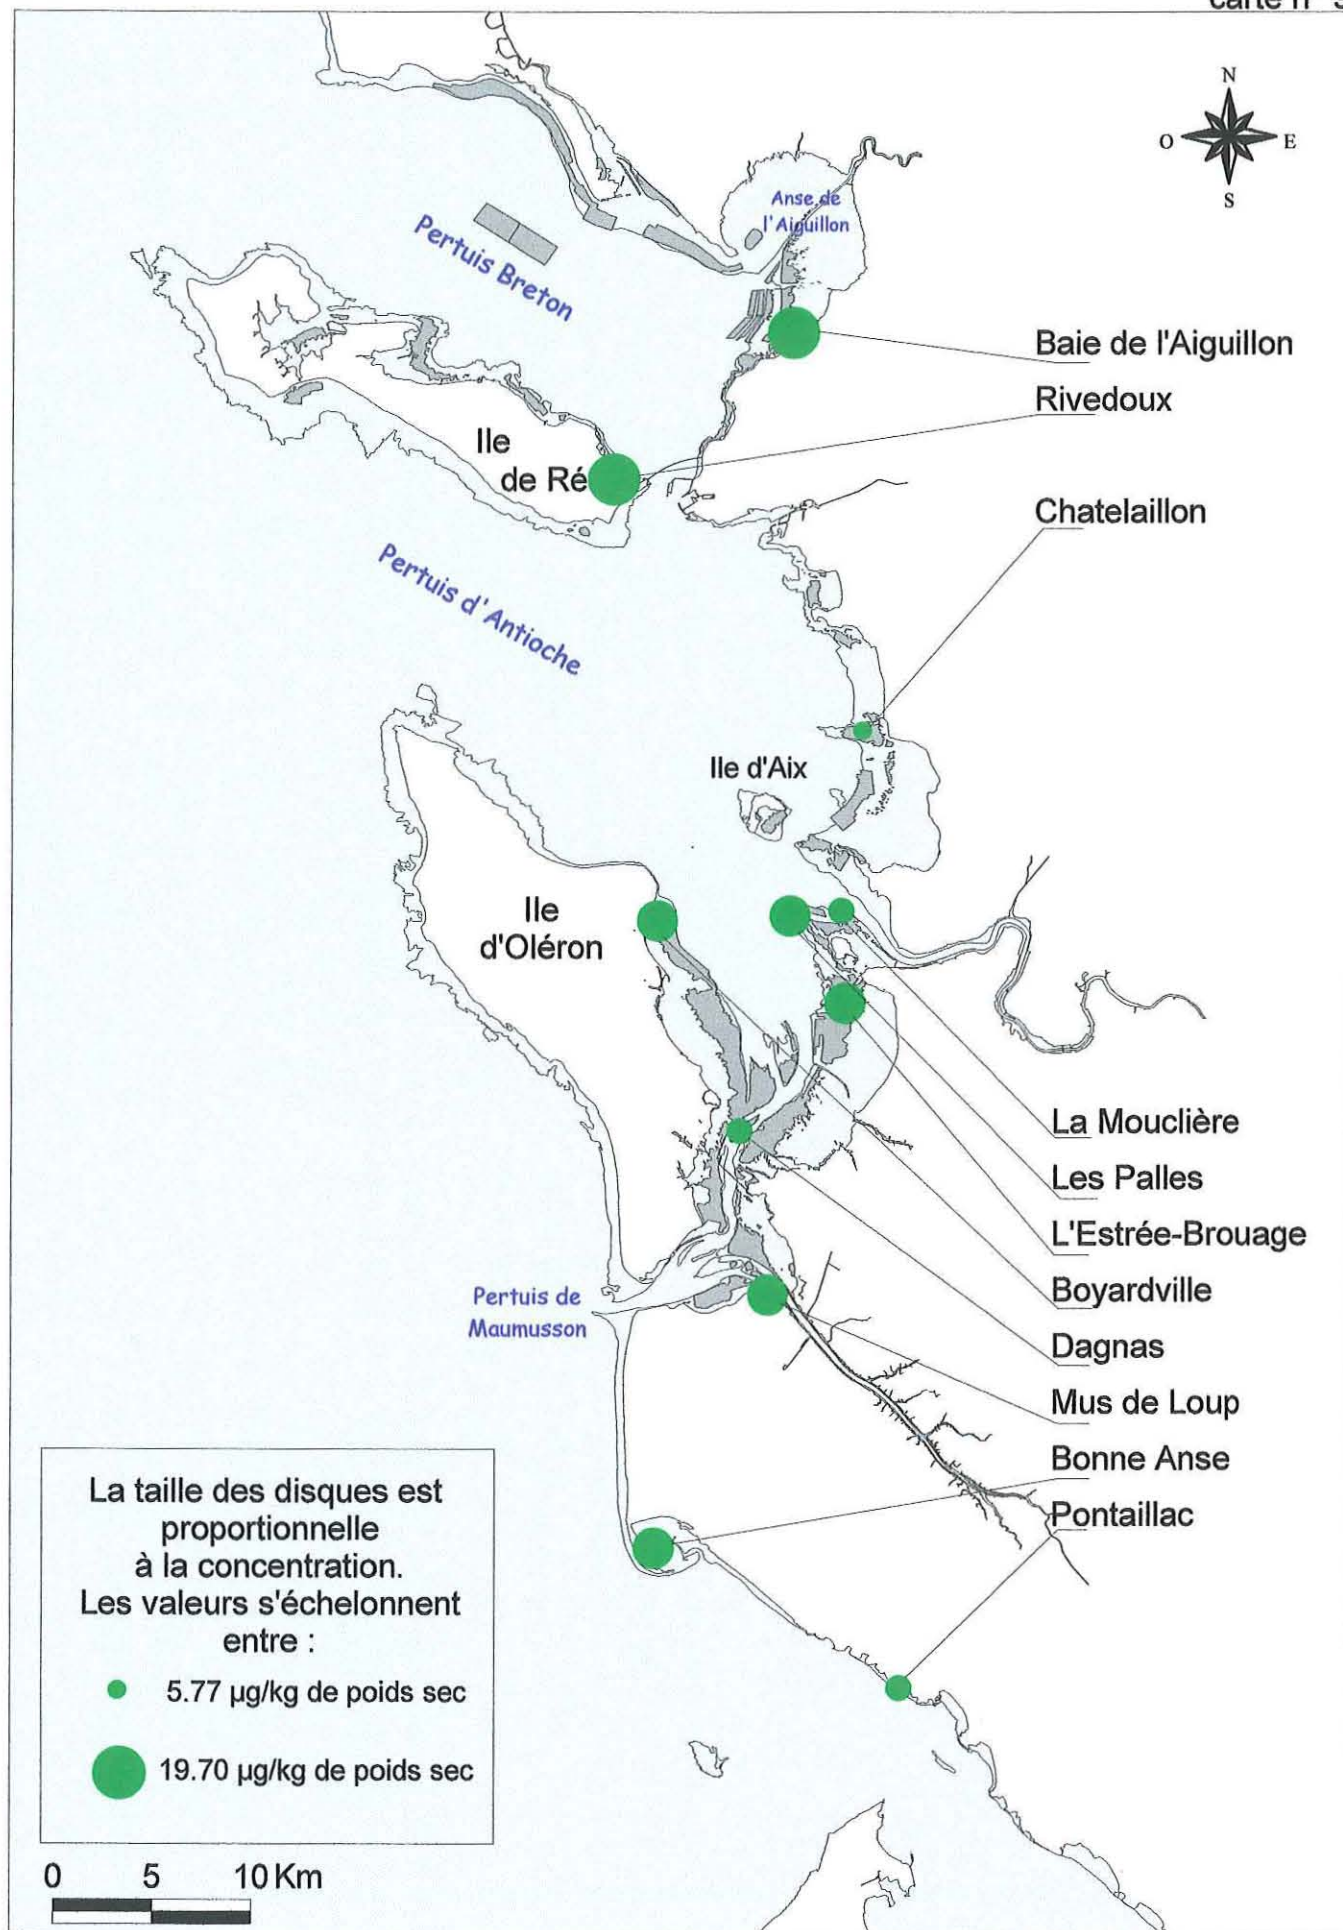 carte n°
N
O
E
S
Anse de
l'Aiguillon
Pertuis Breton
Baie de l'Aiguillon
Rivedoux
Ile
de Ré
Chatelaillon
Pertuis d'Antioche
Ile d'Aix
Ile
d'Oléron
La Mouclière
Les Palles
L'Estrée-Brouage
Boyardville
Pertuis de
Maumusson
Dagnas
Mus de Loup
Bonne Anse
Pontaillac
La taille des disques est
proportionnelle
à la concentration.
Les valeurs s'échelonnent
entre :
5.77 µg/kg de poids sec
19.70 µg/kg de poids sec
0 5 10 Km